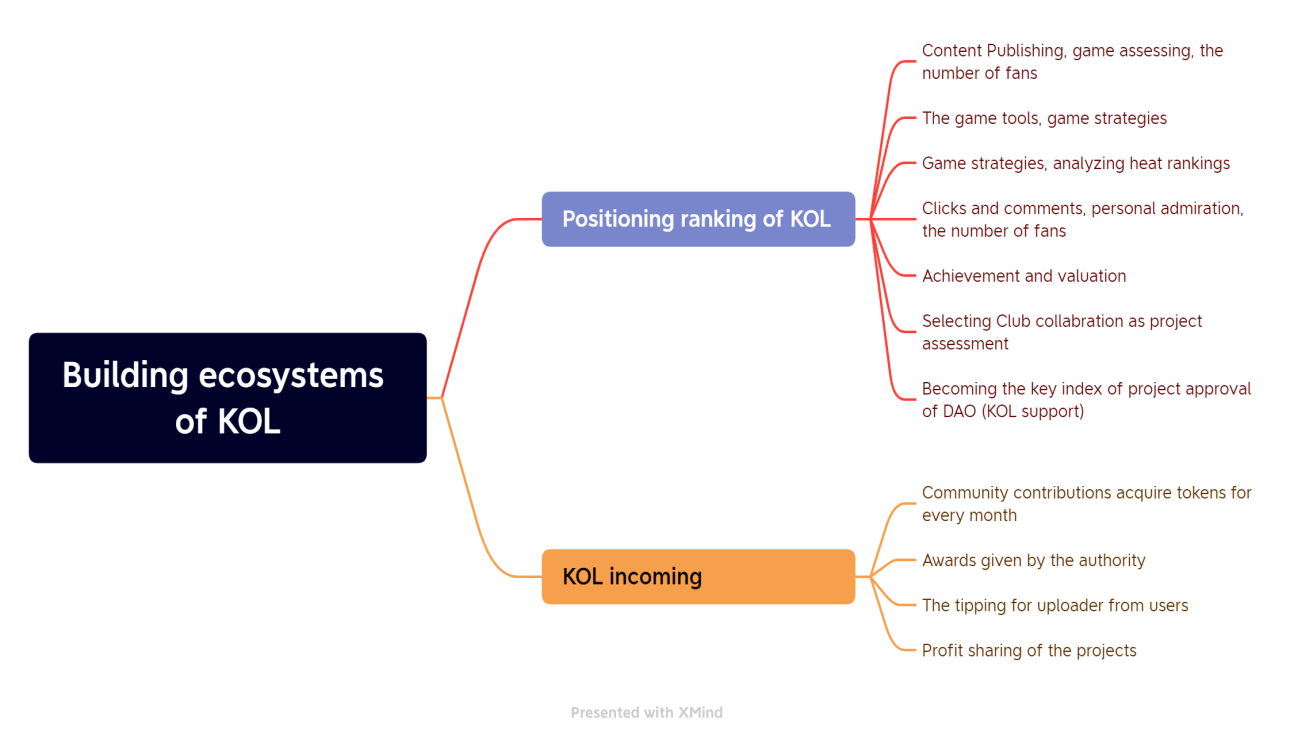 Building ecosystems
of KOL
Positioning ranking of KOL
Content Publishing, game assessing, the
number of fans
The game tools, game strategies
Game strategies, analyzing heat rankings
Clicks and comments, personal admiration,
the number of fans
Achievement and valuation
Selecting Club collabration as project
assessment
Becoming the key index of project approval
of DAO (KOL support)
KOL incoming
Community contributions acquire tokens for
every month
Awards given by the authority
The tipping for uploader from users
Profit sharing of the projects
Presented with XMind